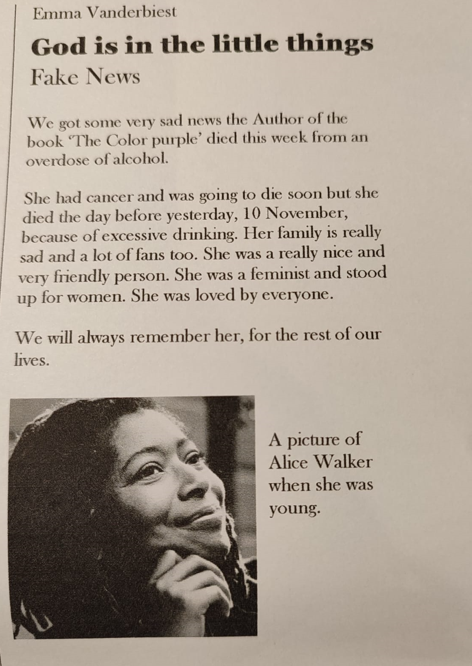 Emma Vanderbiest
God is in the little things
Fake News
We got some very sad news the Author of the
book ‘The Color purple’ died this week from an
overdose of alcohol.
She had cancer and was going to die soon but she
died the day before yesterday, 10 November,
because of excessive drinking. Her family is really
sad and a lot of fans too. She was a really nice and
very friendly person. She was a feminist and stood
up for women. She was loved by everyone.
We will always remember her, for the rest of our
lives.
A picture of
Alice Walker
when she was
young.